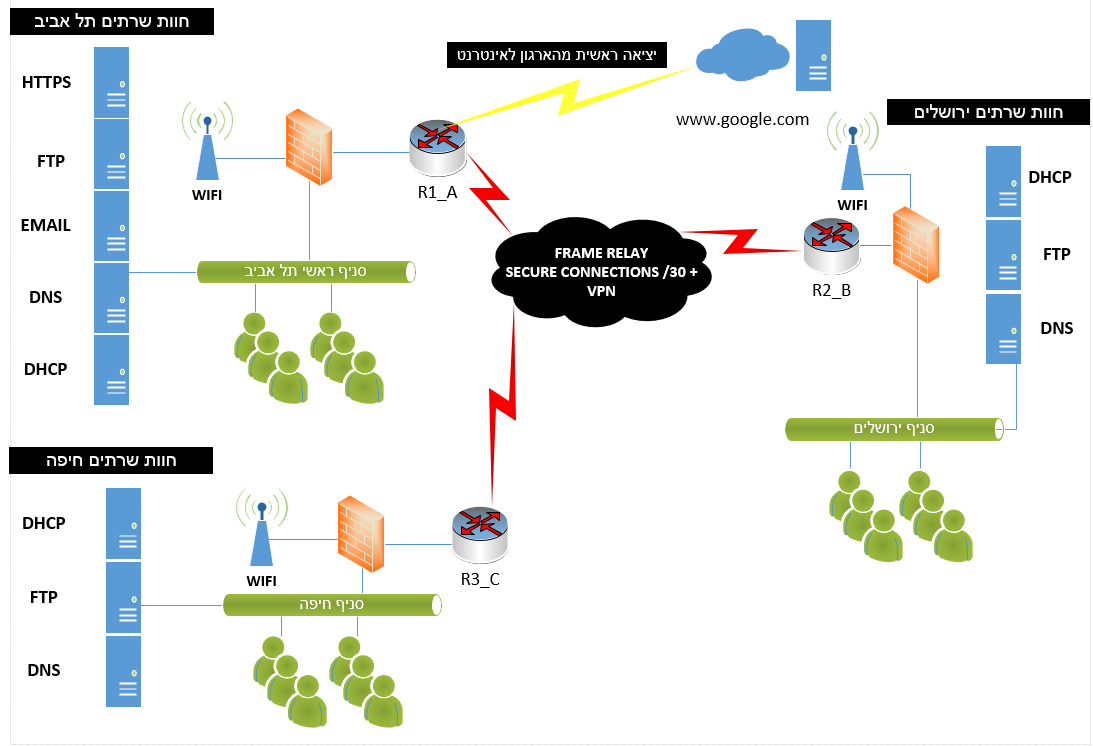 חוות שרתים תל אביב
HTTPS
FTP
EMAIL
DNS
DHCP
WIFI
R1_A
סניף ראשי תל אביב
יציאה ראשית מהארגון לאינטרנט
www.google.com
FRAME RELAY
SECURE CONNECTIONS /30 +
VPN
חוות שרתים ירושלים
WIFI
R2_B
DHCP
FTP
DNS
סניף ירושלים
חוות שרתים חיפה
DHCP
FTP
DNS
WIFI
R3_C
סניף חיפה